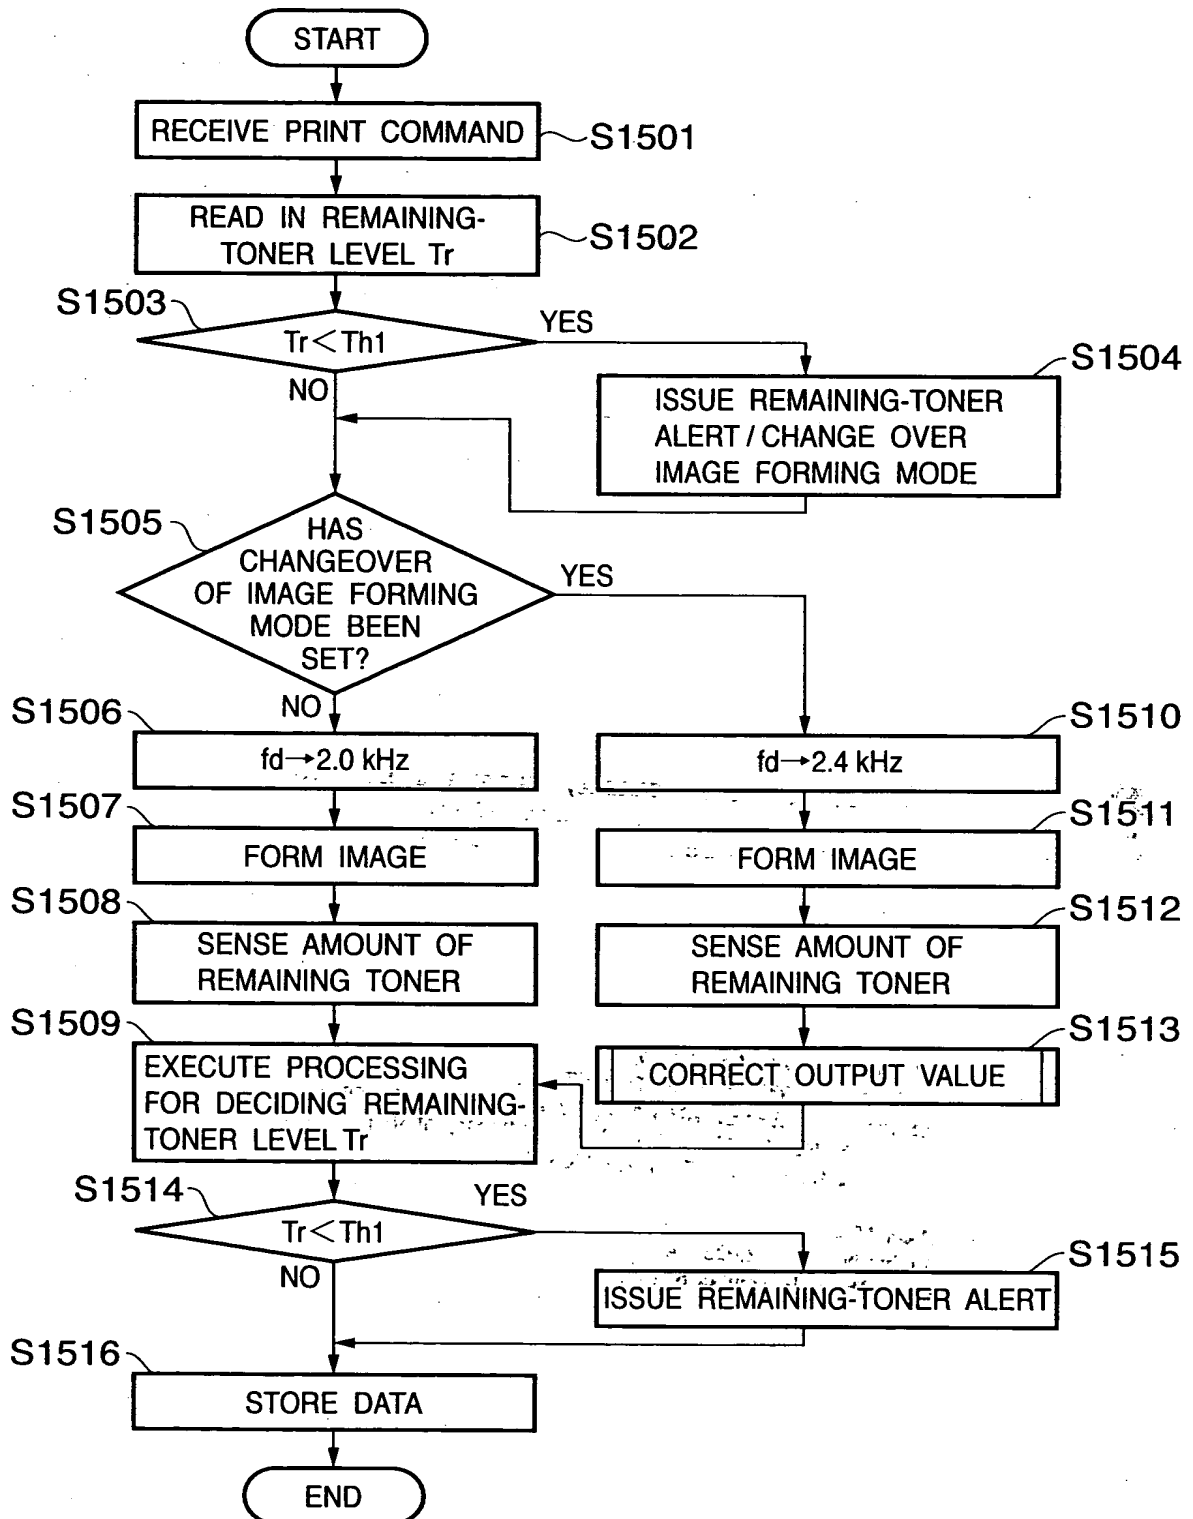 START
RECEIVE PRINT COMMAND
S1501
READ IN REMAINING-
TONER LEVEL Tr
S1502
S1503
Tr<Th1
YES
NO
S1504
ISSUE REMAINING-TONER
ALERT / CHANGE OVER
IMAGE FORMING MODE
S1505
HAS
CHANGEOVER
OF IMAGE FORMING
MODE BEEN
SET?
YES
NO
S1506
fd→2.0 kHz
S1510
fd→2.4 kHz
S1507
FORM IMAGE
S1511
FORM IMAGE
S1508
SENSE AMOUNT OF
REMAINING TONER
S1512
SENSE AMOUNT OF
REMAINING TONER
S1509
EXECUTE PROCESSING
FOR DECIDING REMAINING-
TONER LEVEL Tr
S1513
CORRECT OUTPUT VALUE
S1514
Tr<Th1
YES
NO
S1515
ISSUE REMAINING-TONER ALERT
S1516
STORE DATA
END